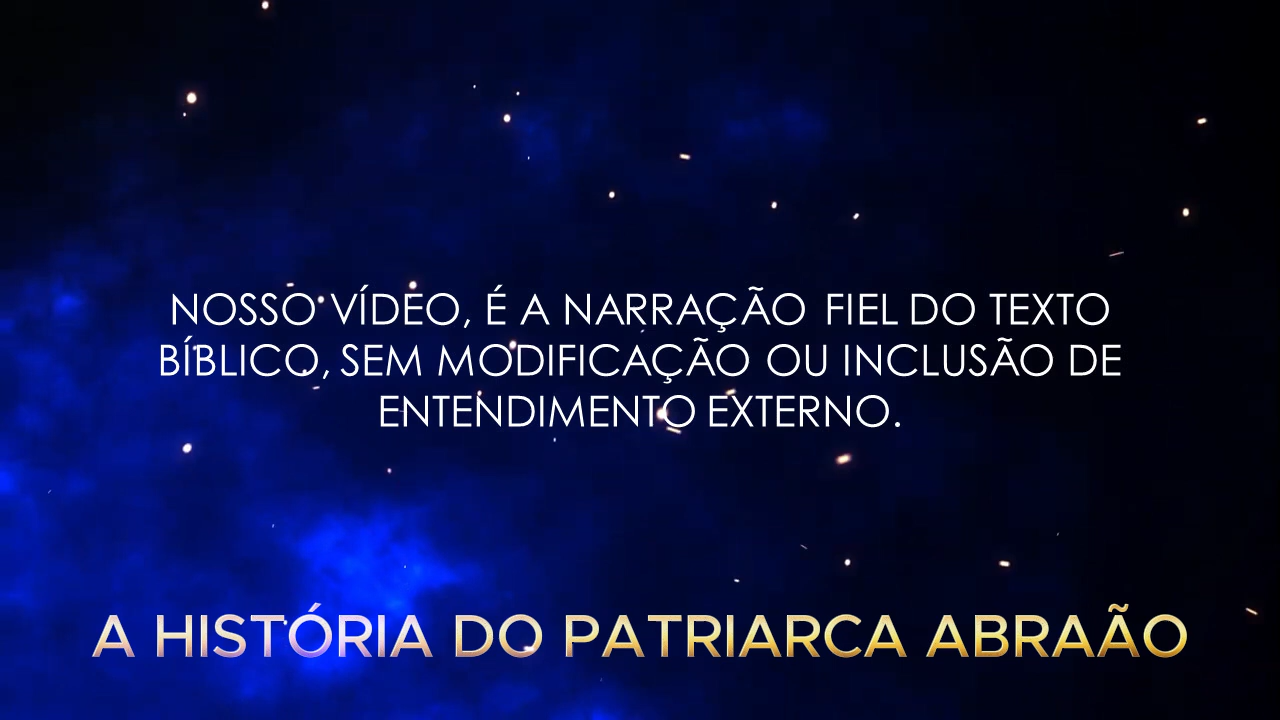 NOSSO VÍDEO, É A NARRAÇÃO FIEL DO TEXTO
BÍBLICO, SEM MODIFICAÇÃO OU INCLUSÃO DE
ENTENDIMENTO EXTERNO.
A HISTÓRIA DO PATRIARCA ABRAÃO